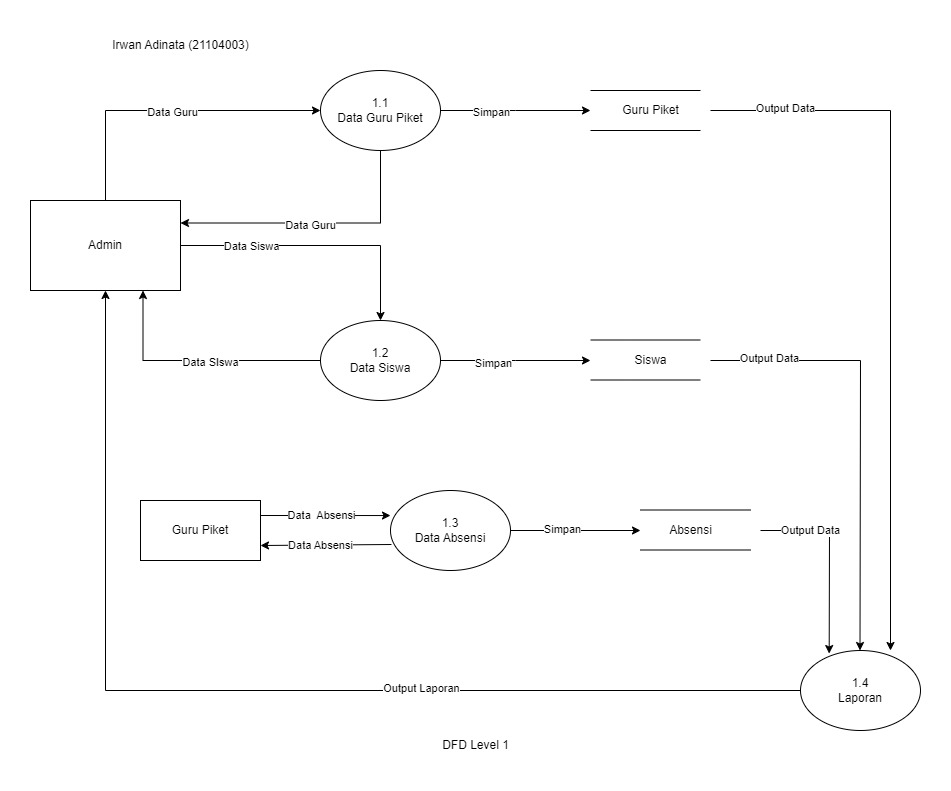 Irwan Adinata (21104003)
1.1
Data Guru Piket
Data Guru
Simpan
Guru Piket
Output Data
Data Guru
Admin
Data Siswa
1.2
Data Siswa
Data SIswa
Simpan
Siswa
Output Data
Guru Piket
Data  Absensi
Data Absensi
1.3
Data Absensi
Simpan
Absensi
Output Data
1.4
Laporan
Output Laporan
DFD Level 1